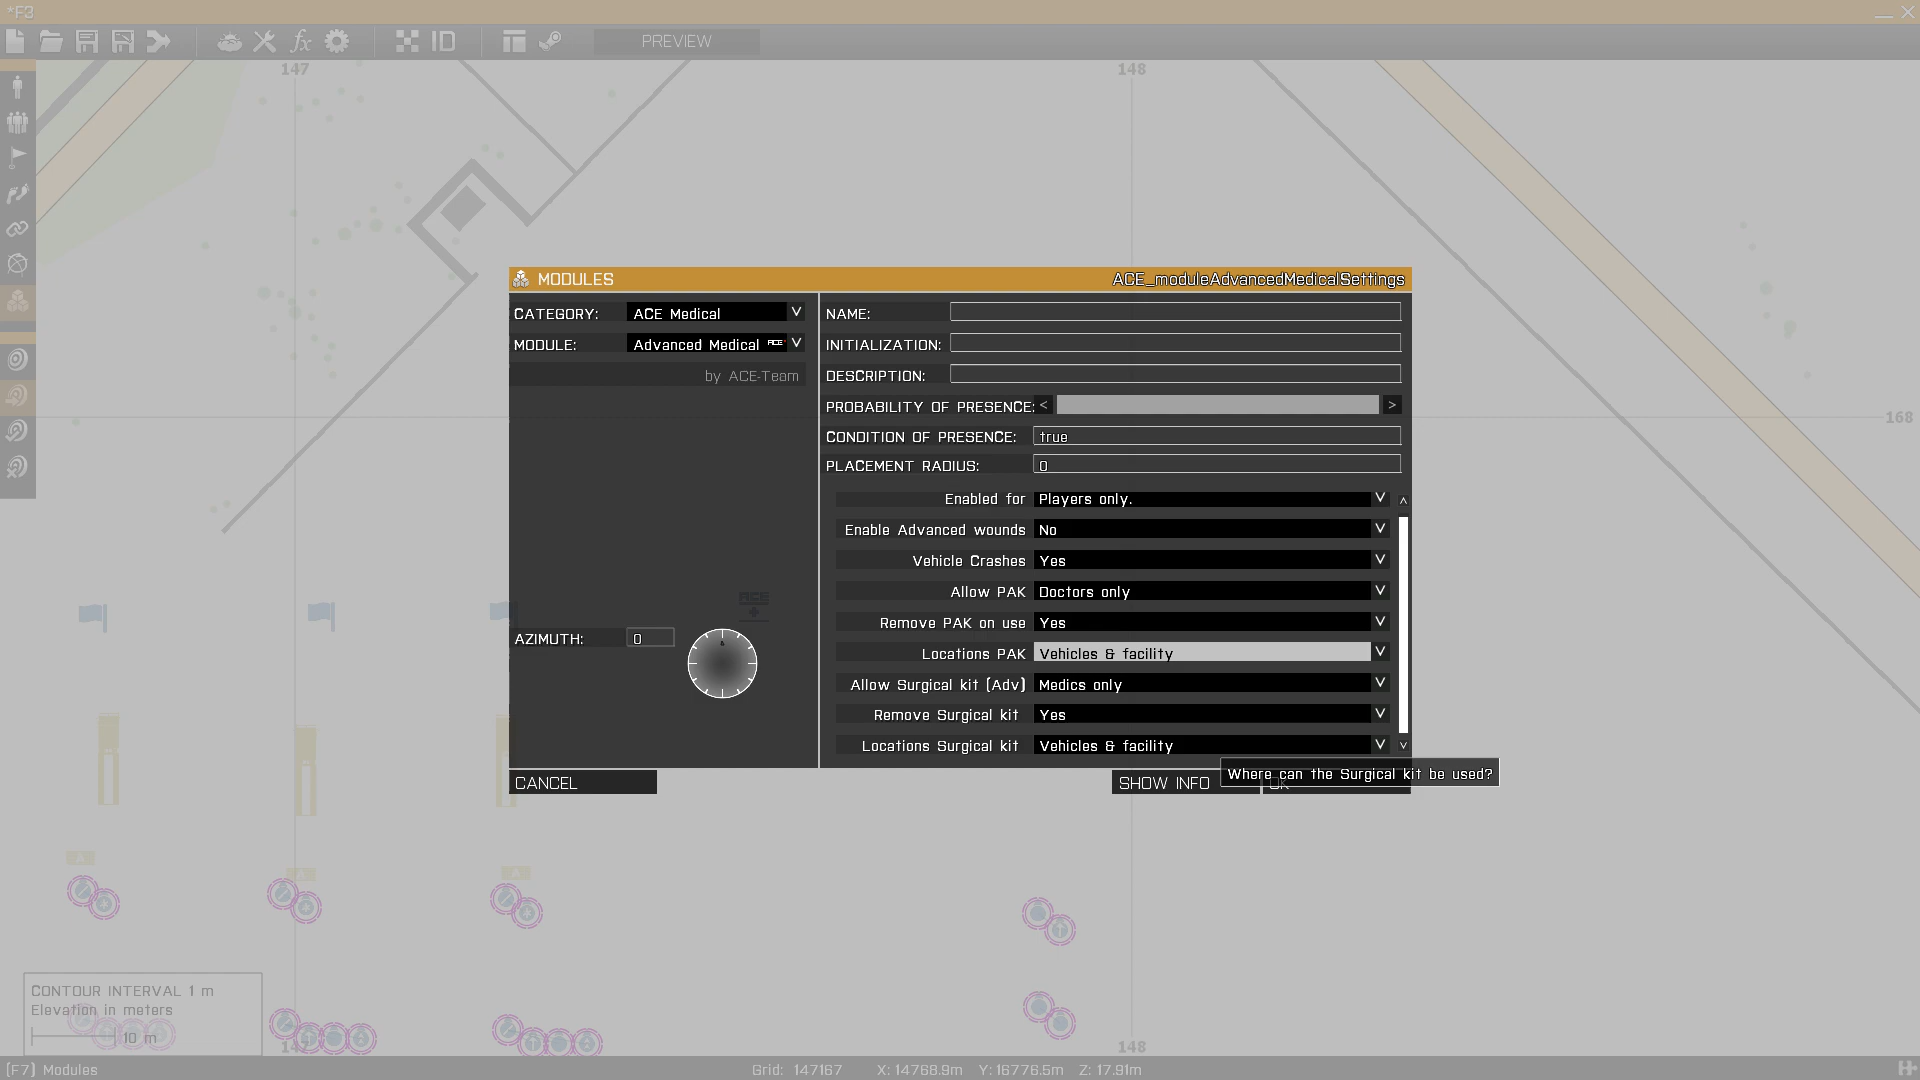 *F3
ID
PREVIEW
147
148
168
MODULES
ACE_moduleAdvancedMedicalSettings
CATEGORY:
ACE Medical
MODULE:
Advanced Medical
ACE
by ACE-Team
AZIMUTH:
0
NAME:
INITIALIZATION:
DESCRIPTION:
PROBABILITY OF PRESENCE:
CONDITION OF PRESENCE:
true
PLACEMENT RADIUS:
0
Enabled for
Players only.
Enable Advanced wounds
No
Vehicle Crashes
Yes
Allow PAK
Doctors only
Remove PAK on use
Yes
Locations PAK
Vehicles & facility
Allow Surgical kit (Adv)
Medics only
Remove Surgical kit
Yes
Locations Surgical kit
Vehicles & facility
Where can the Surgical kit be used?
CANCEL
SHOW INFO
OK
ACE
A
A
A
CONTOUR INTERVAL 1 m
Elevation in meters
10 m
147
148
(F7) Modules
Grid: 147167
X: 14768.9m
Y: 16776.5m
Z: 17.91m